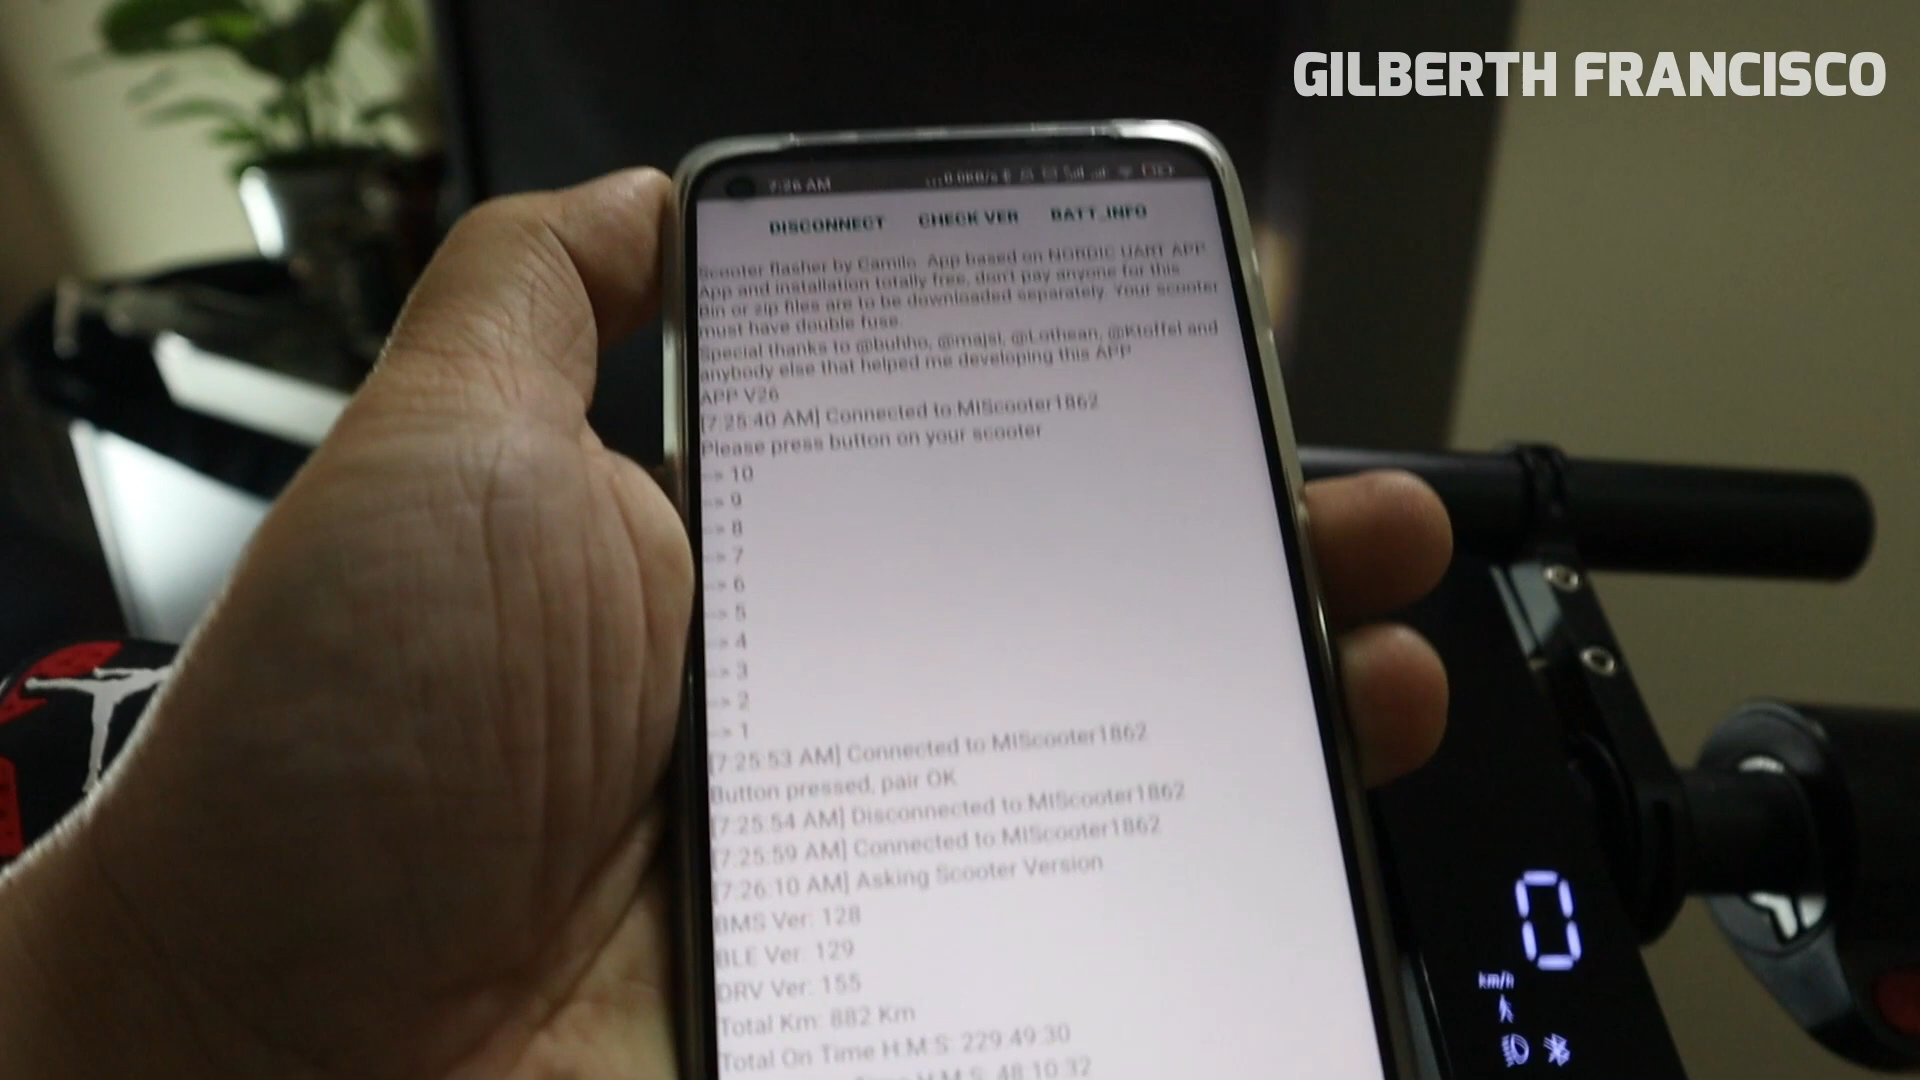 GILBERTH FRANCISCO
7:26 AM
DISCONNECT CHECK VER BATT_INFO
Scooter flasher by Camilo. App based on NORDIC UART APP
App and installation totally free, don't pay anyone for this
Bin or zip files are to be downloaded separately. Your scooter
must have double fuse.
Special thanks to @buhho, @majsi, @Lothean, @Ktoffel and
anybody else that helped me developing this APP
APP V26
[7:25:40 AM] Connected to:MIScooter1862
Please press button on your scooter
--> 10
--> 9
--> 8
--> 7
--> 6
--> 5
--> 4
--> 3
--> 2
--> 1
[7:25:53 AM] Connected to:MIScooter1862
Button pressed, pair OK
[7:25:54 AM] Disconnected to:MIScooter1862
[7:25:59 AM] Connected to:MIScooter1862
[7:26:10 AM] Asking Scooter Version
BMS Ver: 128
BLE Ver: 129
DRV Ver: 155
Total Km: 882 Km
Total On Time H:M:S: 229:49:30
Time H:M:S: 48:10:32
0
km/h